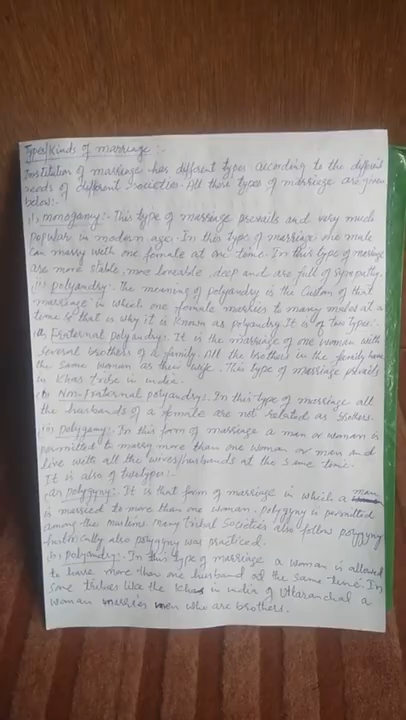 Types/Kinds of marriage :-
Institution of marriage has different types according to the different
needs of different societies. All these types of marriage are given
below:-
(i) monogamy:- This type of marriage prevails and very much
popular in modern age. In this type of marriage one male
can marry with one female at one time. In this type of marriage
are more stable, more loveable, deep and are full of sympathy.
(ii) polyandry:- The meaning of polyandry is the custom of that
marriage in which one female marries to many males at a
time so that is why it is known as polyandry. It is of two types:
(a) Fraternal polyandry:- It is the marriage of one woman with
several brothers of a family. All the brothers in the family have
the same woman as their wife. This type of marriage prevails
in Khas tribe in india.
(b) Non-fraternal polyandry:- In this type of marriage all
the husbands of a female are not related as brothers.
(iii) polygamy:- In this form of marriage a man or woman is
permitted to marry more than one woman or man and
live with all the wives/husbands at the same time.
It is also of two types:-
(a) polygyny:- It is that form of marriage in which a man
is married to more than one woman. polygyny is permitted
among the muslims. many Tribal Societies also follow polygyny
also polygyny was practiced.
(b) polyandry:- In this type of marriage a woman is allowed
to have more than one husband at the same time. In
some tribes like the Khas in india of Uttaranchal a
woman marries men who are brothers.